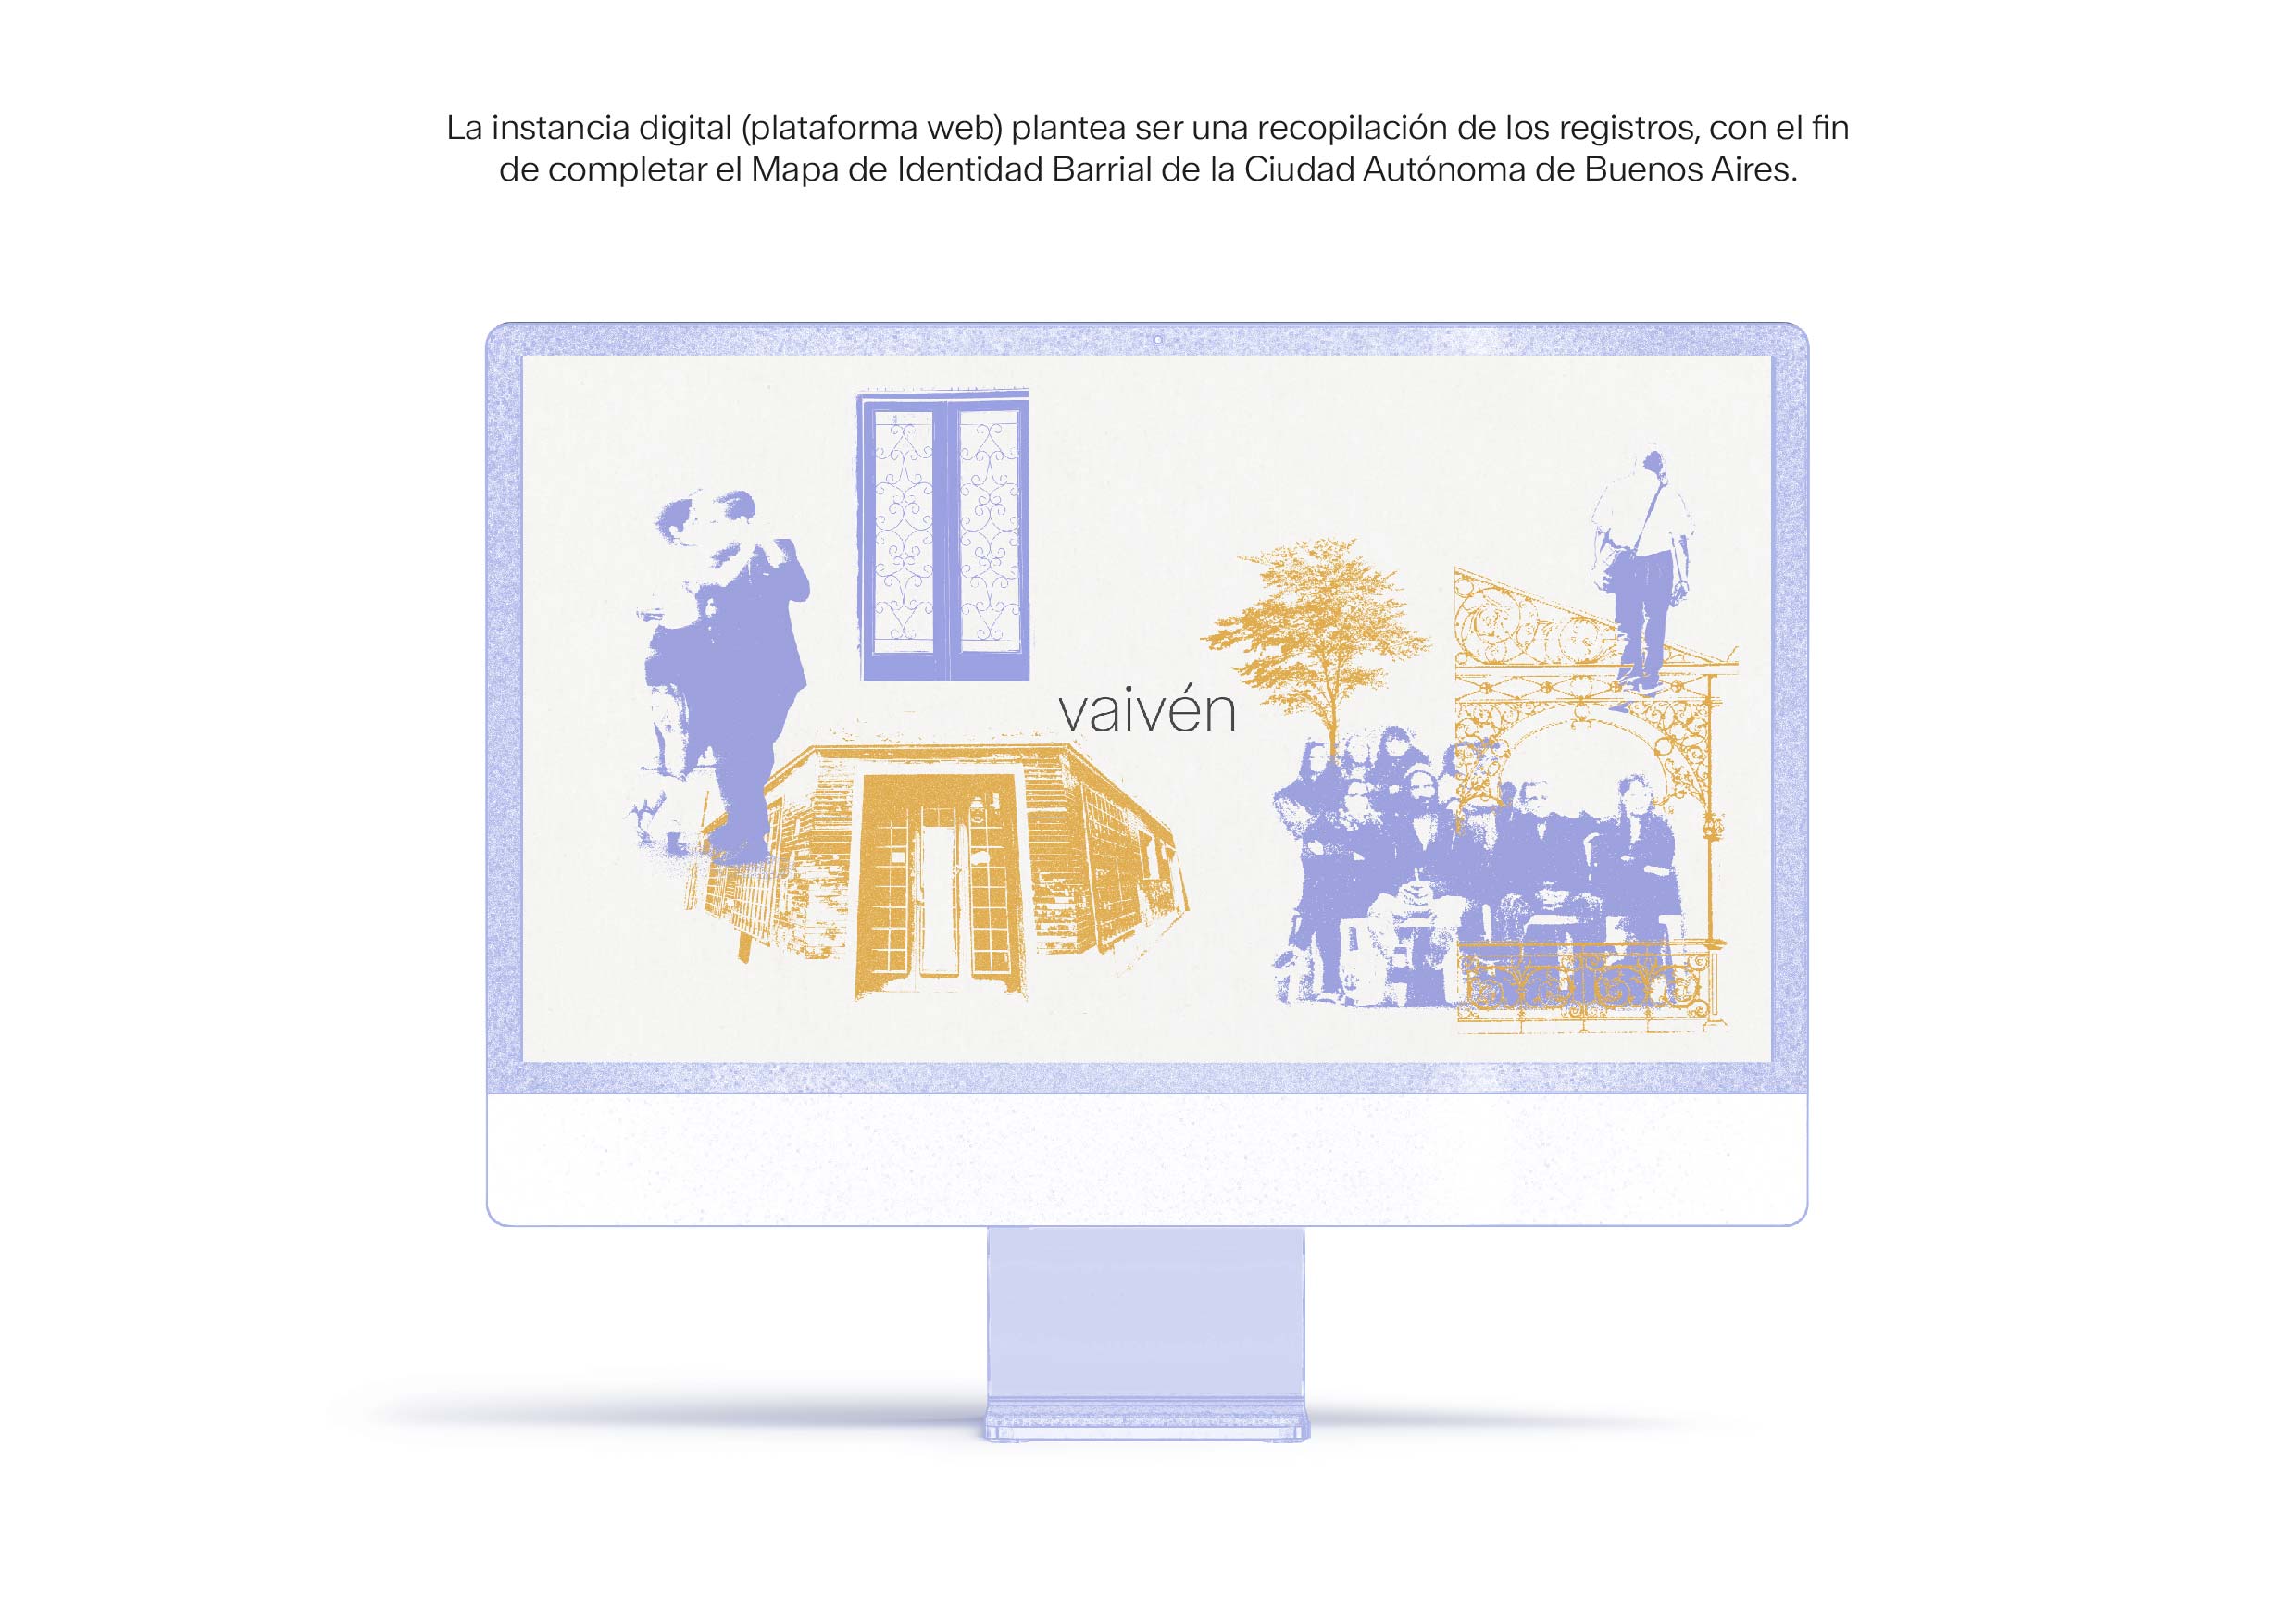 La instancia digital (plataforma web) plantea ser una recopilación de los registros, con el fin
de completar el Mapa de Identidad Barrial de la Ciudad Autónoma de Buenos Aires.
vaivén